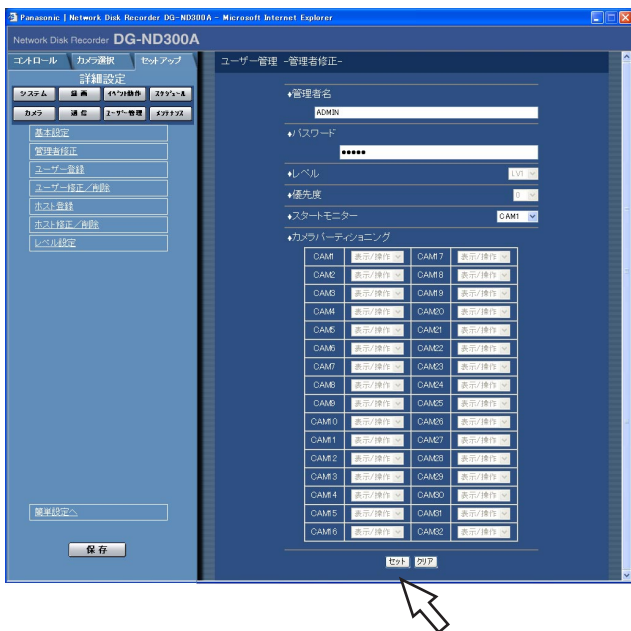 Panasonic | Network Disk Recorder DG-ND300A - Microsoft Internet Explorer
Network Disk Recorder DG-ND300A
コントロール カメラ選択 セットアップ
詳細設定
システム 録画 イベント動作 スケジュール
カメラ 通信 ユーザー管理 メンテナンス
基本設定
管理者修正
ユーザー登録
ユーザー修正/削除
ホスト登録
ホスト修正/削除
レベル設定
簡単設定へ
保存
ユーザー管理 -管理者修正-
♦管理者名
ADMIN
♦パスワード
●●●●●
♦レベル LV1
♦優先度 0
♦スタートモニター CAM1
♦カメラパーティショニング
CAM1 表示/操作 CAM17 表示/操作
CAM2 表示/操作 CAM18 表示/操作
CAM3 表示/操作 CAM19 表示/操作
CAM4 表示/操作 CAM20 表示/操作
CAM5 表示/操作 CAM21 表示/操作
CAM6 表示/操作 CAM22 表示/操作
CAM7 表示/操作 CAM23 表示/操作
CAM8 表示/操作 CAM24 表示/操作
CAM9 表示/操作 CAM25 表示/操作
CAM10 表示/操作 CAM26 表示/操作
CAM11 表示/操作 CAM27 表示/操作
CAM12 表示/操作 CAM28 表示/操作
CAM13 表示/操作 CAM29 表示/操作
CAM14 表示/操作 CAM30 表示/操作
CAM15 表示/操作 CAM31 表示/操作
CAM16 表示/操作 CAM32 表示/操作
セット クリア